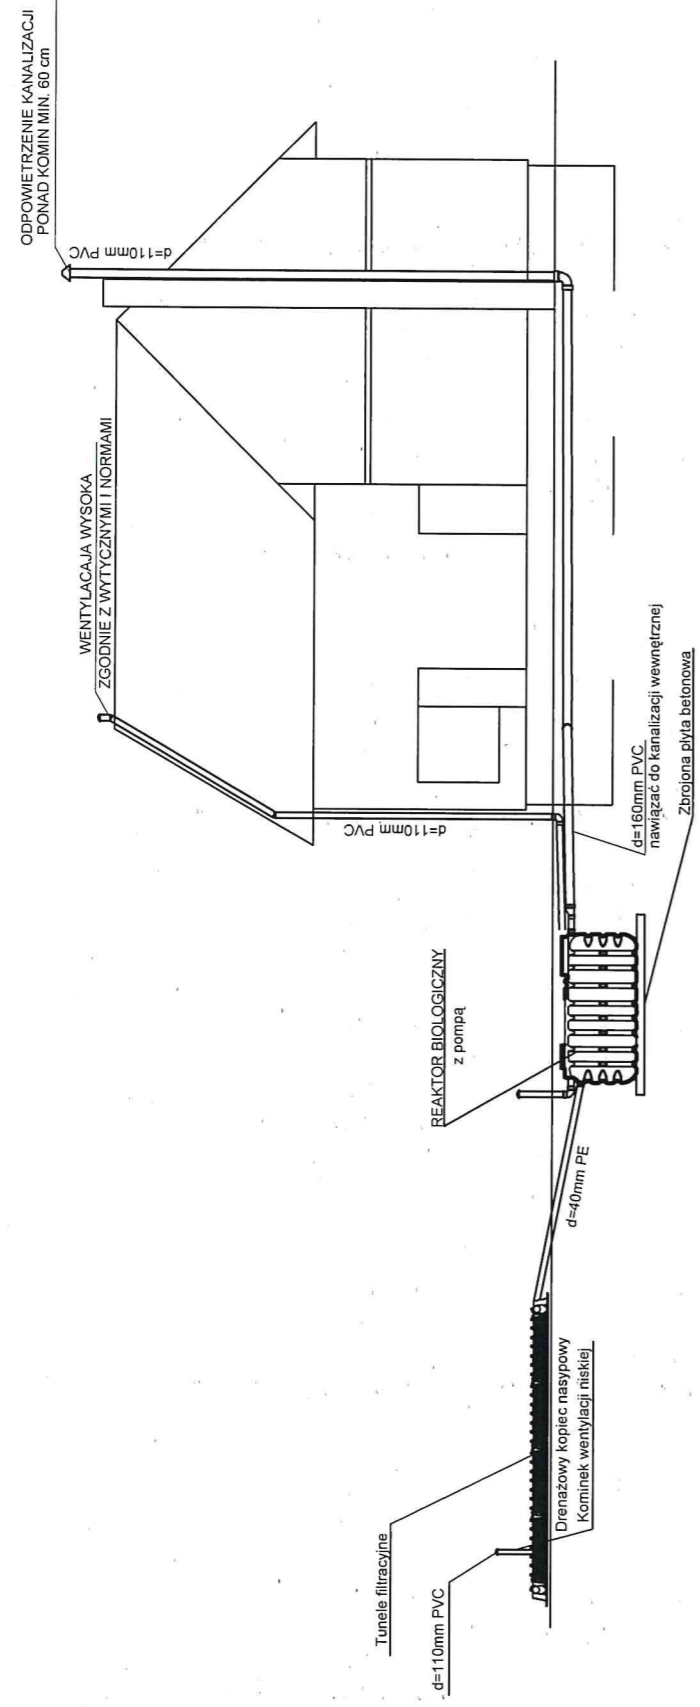 ODPOWIETRZENIE KANALIZACJI
PONAD KOMIN MIN. 60 cm
d=110mm PVC
WENTYLACAJA WYSOKA
ZGODNIE Z WYTYCZNYMI I NORMAMI
d=110mm PVC
d=160mm PVC
nawiązać do kanalizacji wewnętrznej
Zbrojona płyta betonowa
REAKTOR BIOLOGICZNY
z pompą
d=40mm PE
Tunele filtracyjne
d=110mm PVC
Drenażowy kopiec nasypowy
Kominek wentylacji niskiej